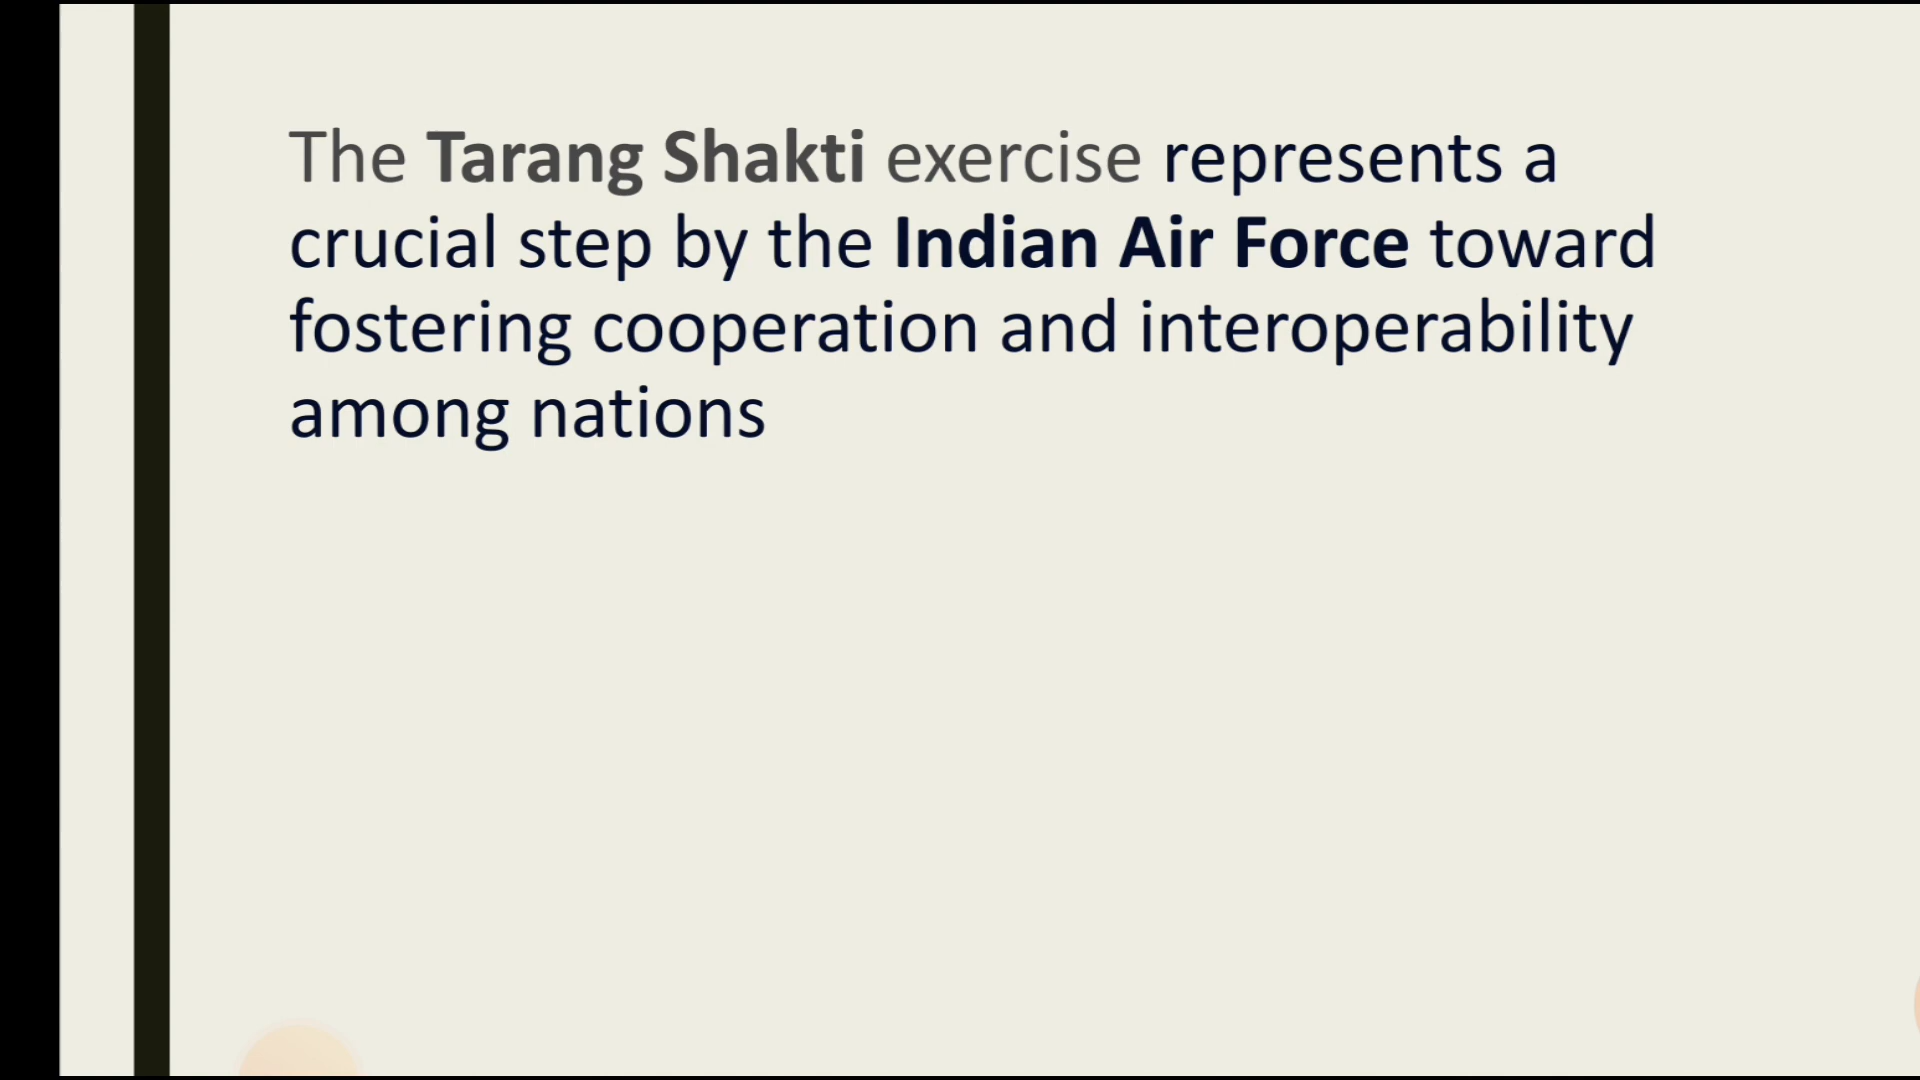 The Tarang Shakti exercise represents a
crucial step by the Indian Air Force toward
fostering cooperation and interoperability
among nations